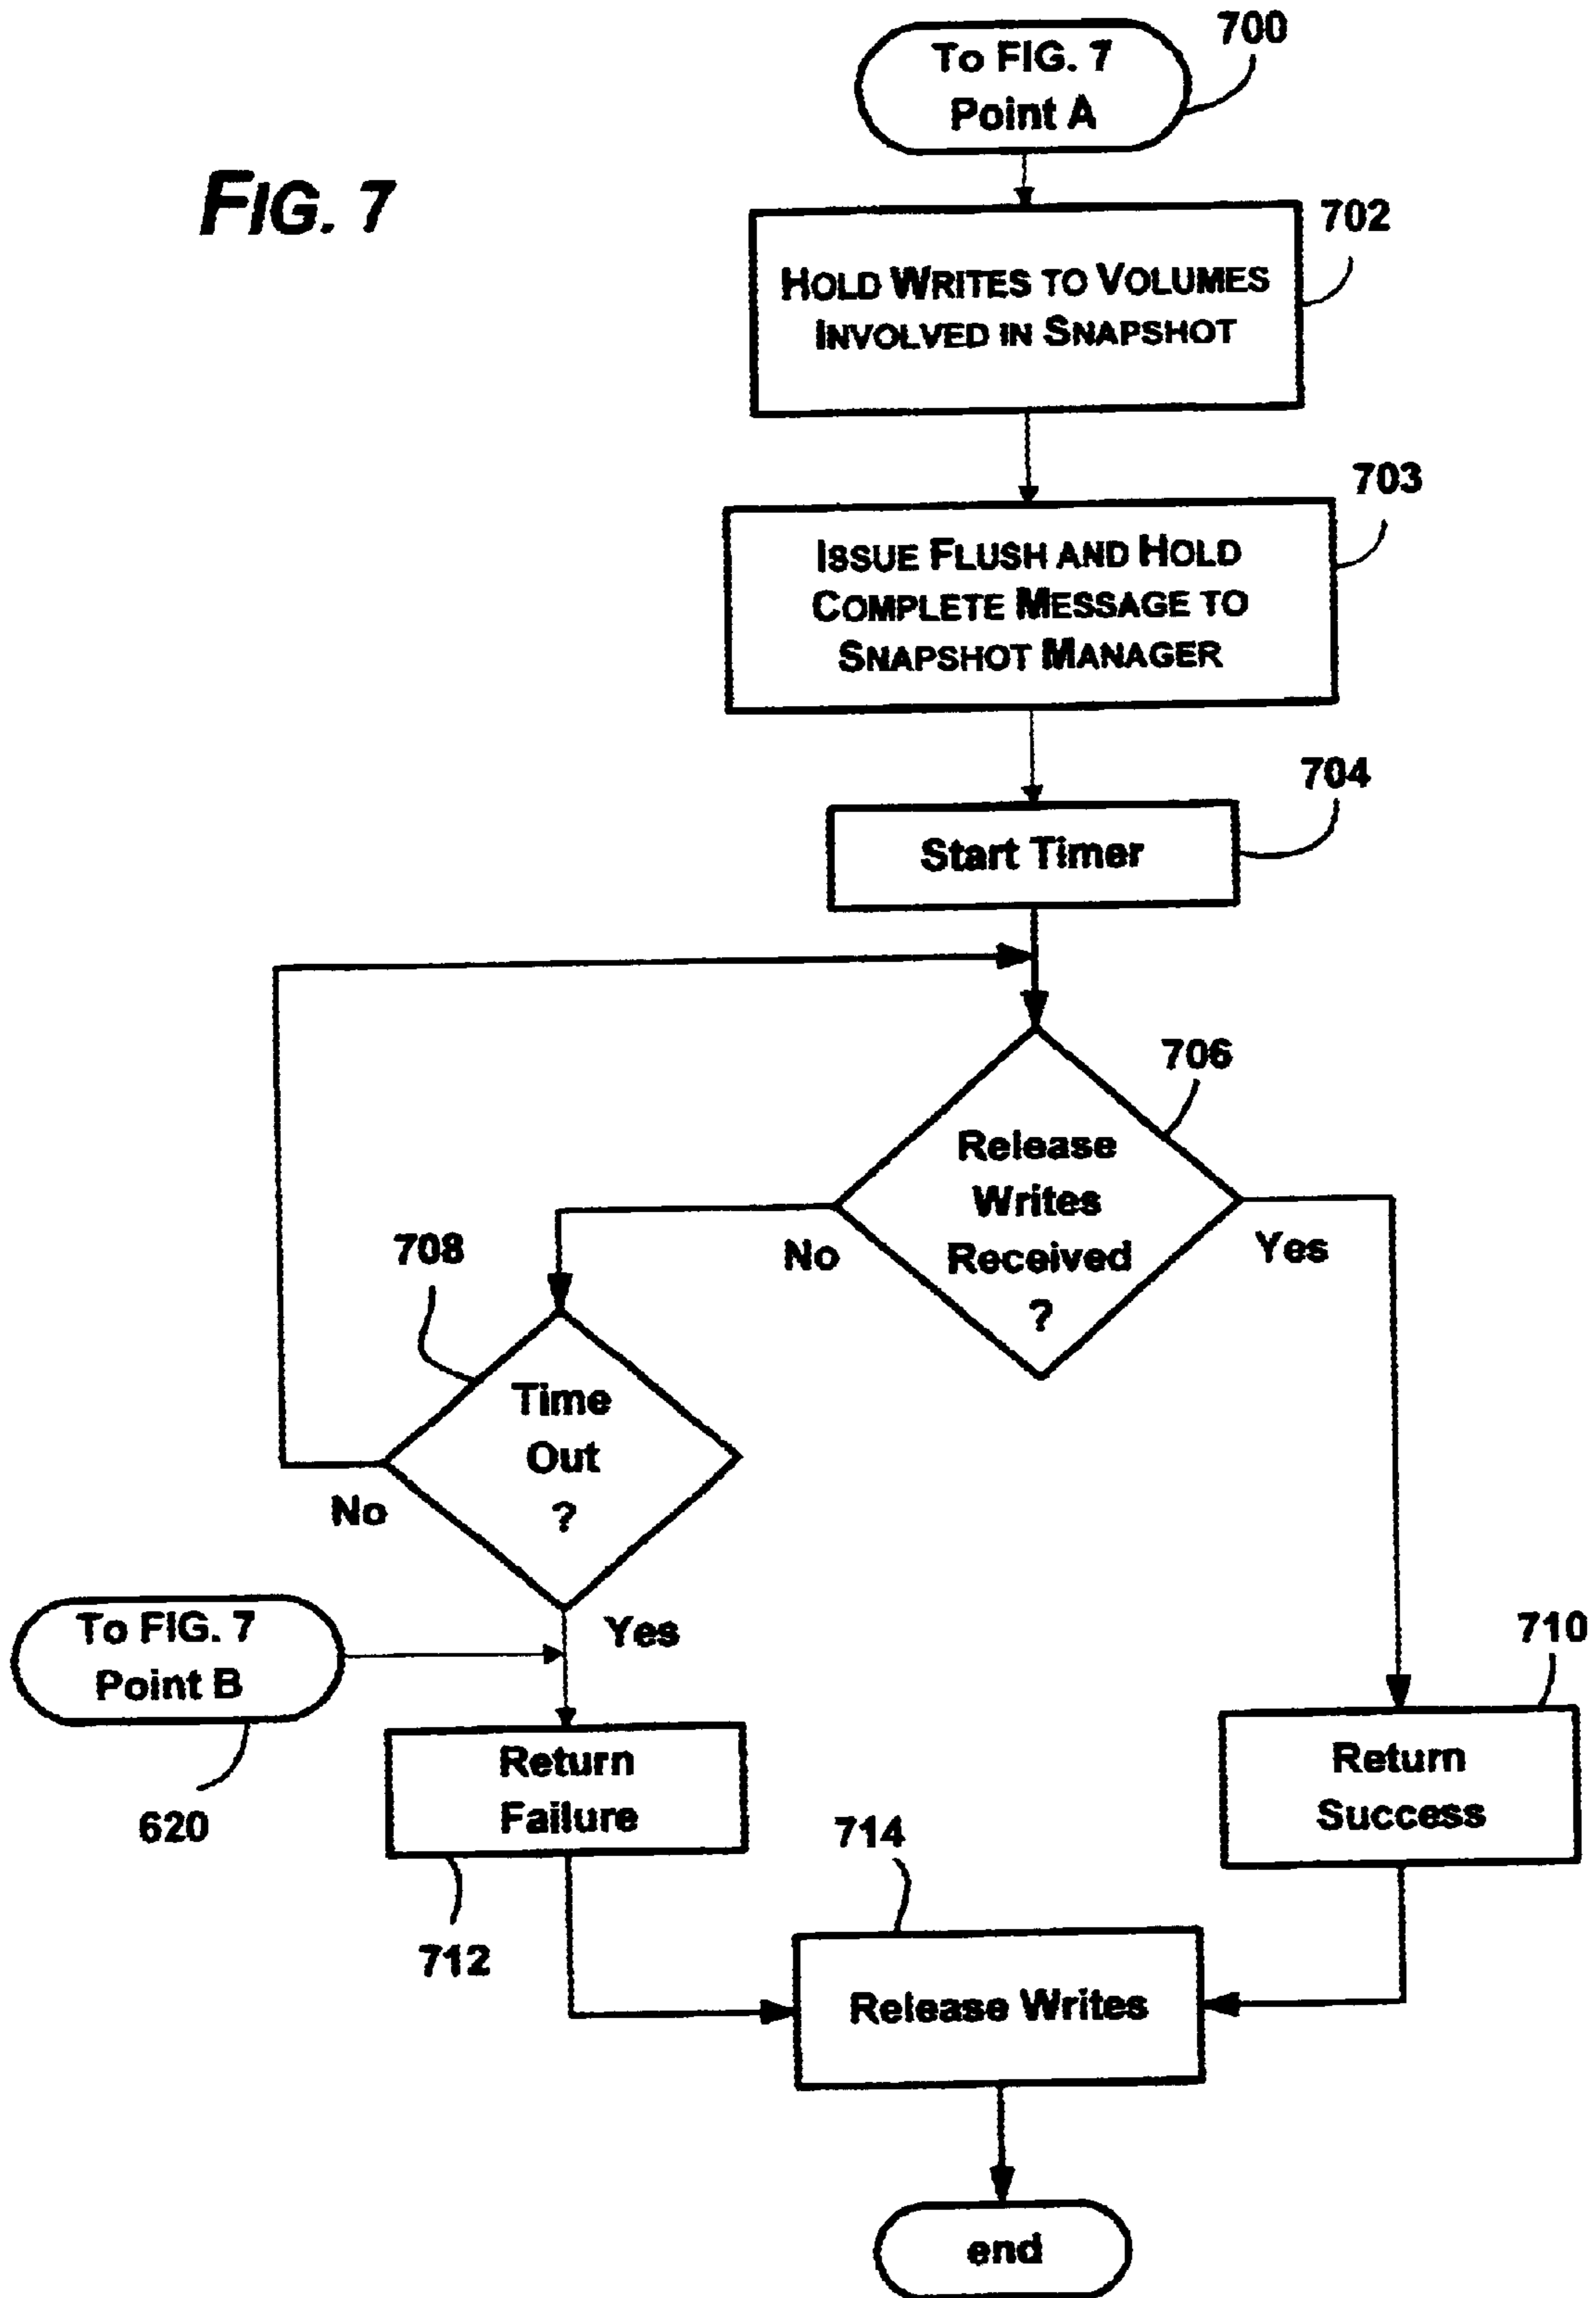 FIG. 7
To FIG. 7
Point A
700
HOLD WRITES TO VOLUMES
INVOLVED IN SNAPSHOT
702
ISSUE FLUSH AND HOLD
COMPLETE MESSAGE TO
SNAPSHOT MANAGER
703
Start Timer
704
Release
Writes
Received
?
706
No
Yes
708
Time
Out
?
No
Yes
To FIG. 7
Point B
620
Return
Failure
712
710
Return
Success
714
Release Writes
end